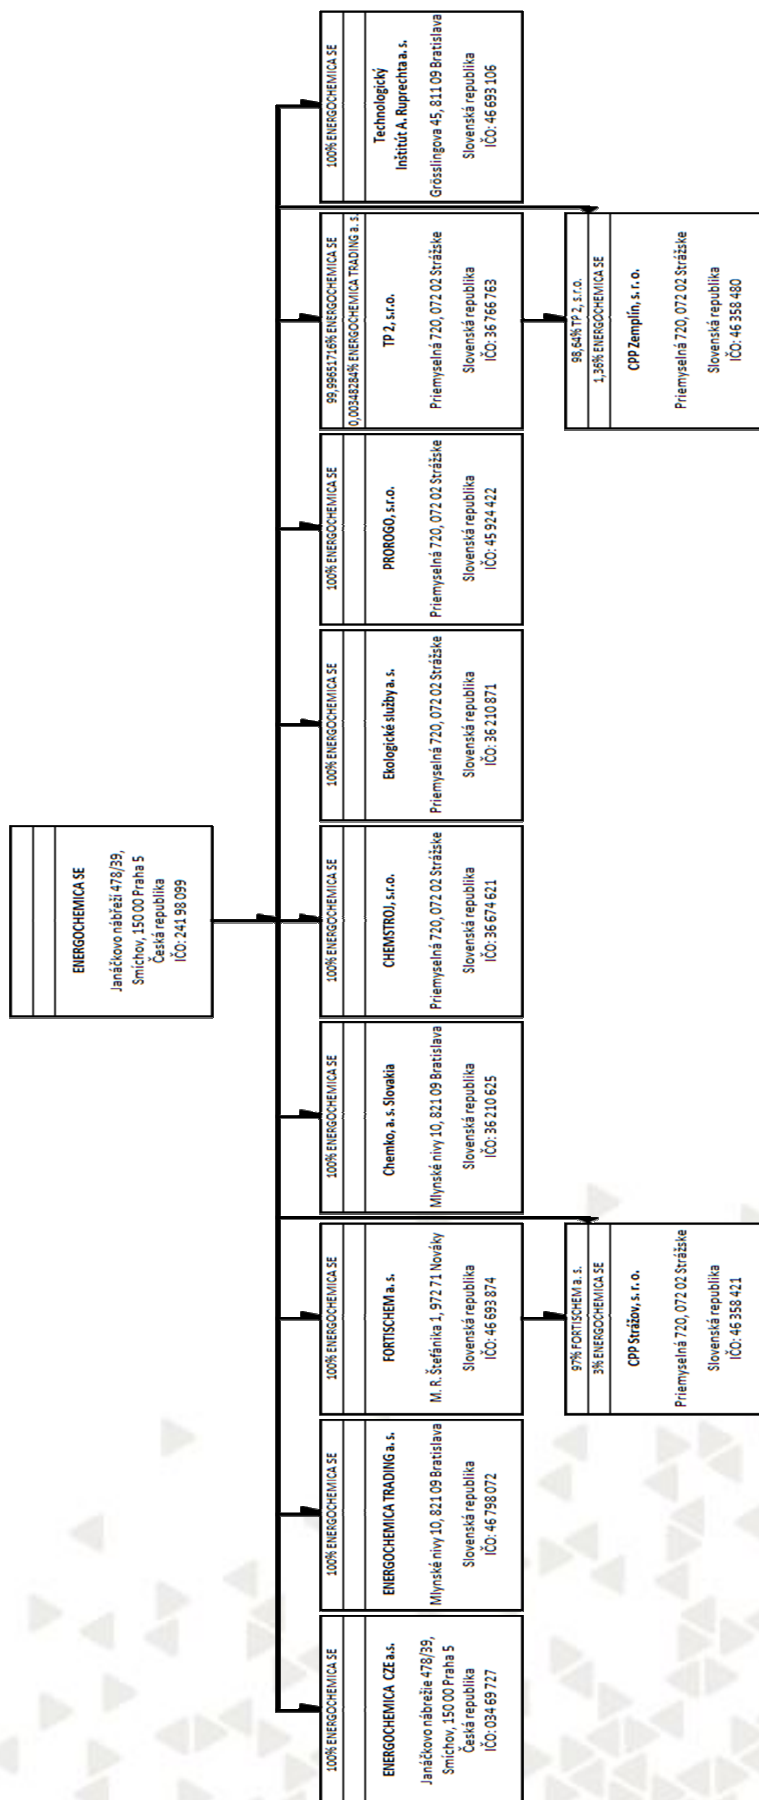 ENERGOCHEMICA SE
Janáčkovo nábřeží 478/39,
Smíchov, 150 00 Praha 5
Česká republika
IČO: 241 98 099
100% ENERGOCHEMICA SE
ENERGOCHEMICA CZE a.s.
Janáčkovo nábrežie 478/39,
Smíchov, 150 00 Praha 5
Česká republika
IČO: 034 69 727
100% ENERGOCHEMICA SE
ENERGOCHEMICA TRADING a. s.
Mlynské nivy 10, 821 09 Bratislava
Slovenská republika
IČO: 46 798 072
100% ENERGOCHEMICA SE
FORTISCHEM a. s.
M. R. Štefánika 1, 972 71 Nováky
Slovenská republika
IČO: 46 693 874
100% ENERGOCHEMICA SE
Chemko, a. s. Slovakia
Mlynské nivy 10, 821 09 Bratislava
Slovenská republika
IČO: 36 210 625
100% ENERGOCHEMICA SE
CHEMSTROJ, s.r.o.
Priemyselná 720, 072 02 Strážske
Slovenská republika
IČO: 36 674 621
100% ENERGOCHEMICA SE
Ekologické služby a. s.
Priemyselná 720, 072 02 Strážske
Slovenská republika
IČO: 36 210 871
100% ENERGOCHEMICA SE
PROROGO, s.r.o.
Priemyselná 720, 072 02 Strážske
Slovenská republika
IČO: 45 924 422
99,99651716% ENERGOCHEMICA SE
0,00348284% ENERGOCHEMICA TRADING a. s.
TP 2, s.r.o.
Priemyselná 720, 072 02 Strážske
Slovenská republika
IČO: 36 766 763
100% ENERGOCHEMICA SE
Technologický
Inštitút A. Ruprechta a. s.
Grösslingova 45, 811 09 Bratislava
Slovenská republika
IČO: 46 693 106
97% FORTISCHEM a. s.
3% ENERGOCHEMICA SE
CPP Strážov, s. r. o.
Priemyselná 720, 072 02 Strážske
Slovenská republika
IČO: 46 358 421
98,64% TP 2, s.r.o.
1,36% ENERGOCHEMICA SE
CPP Zemplín, s. r. o.
Priemyselná 720, 072 02 Strážske
Slovenská republika
IČO: 46 358 480